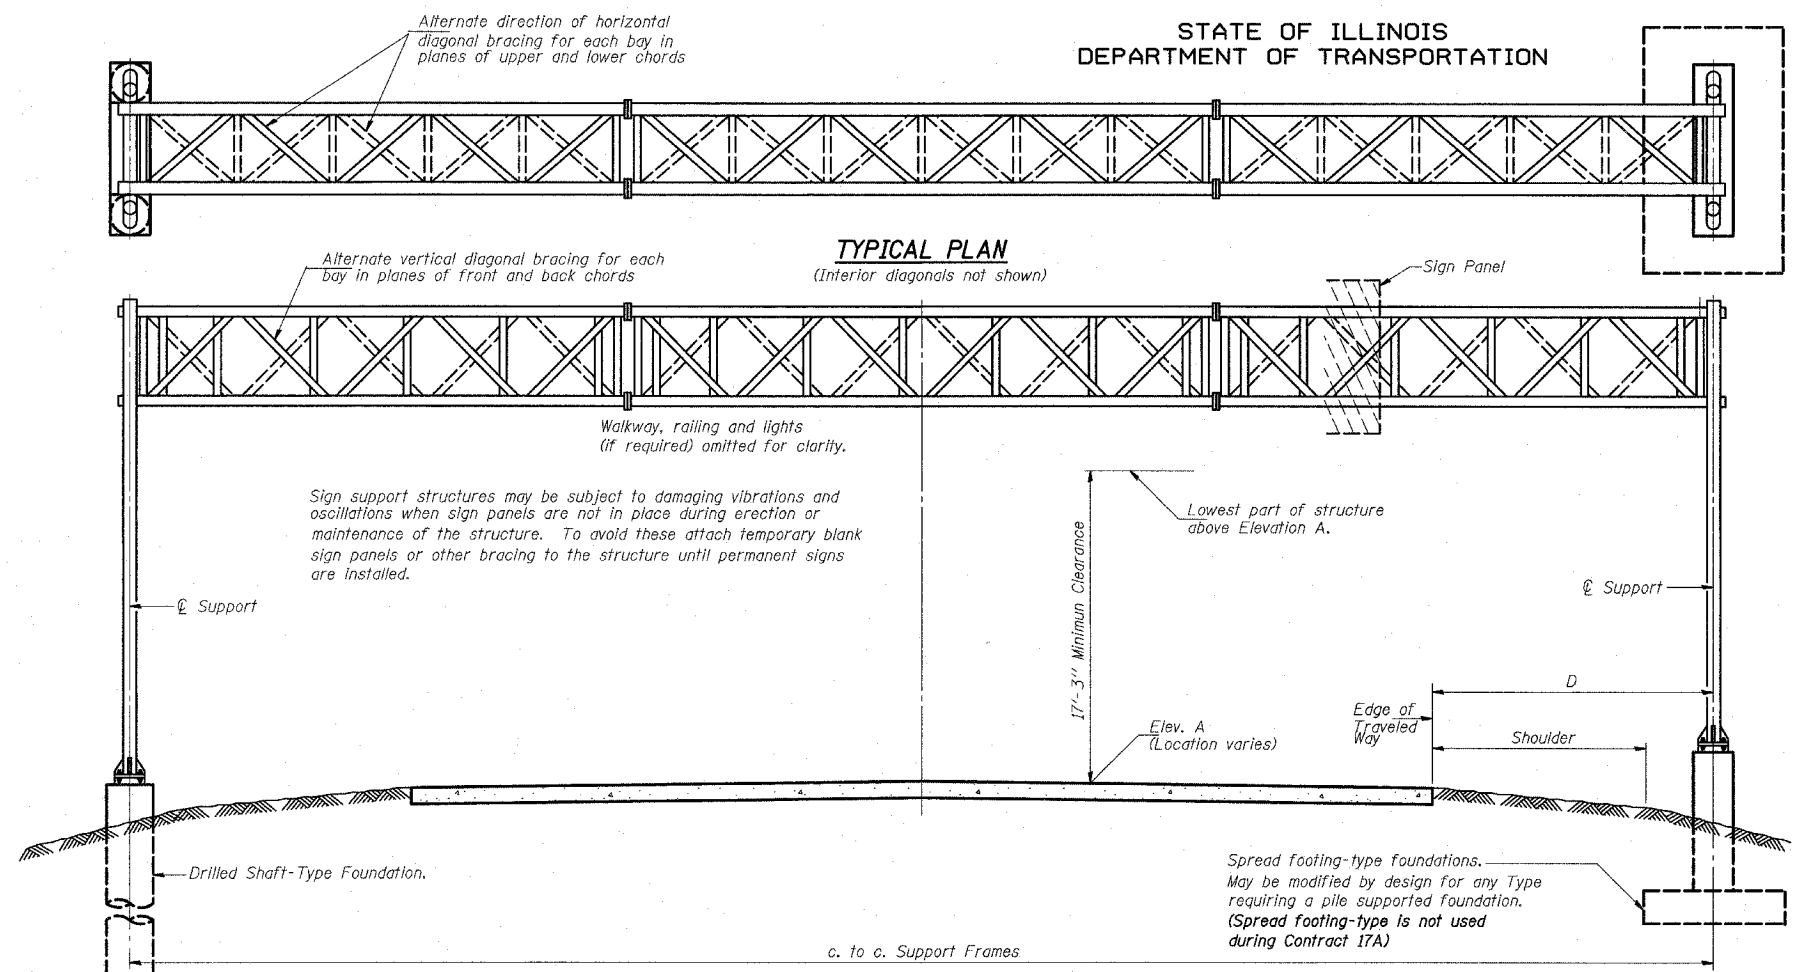 Alternate direction of horizontal
diagonal bracing for each bay in
planes of upper and lower chords
STATE OF ILLINOIS
DEPARTMENT OF TRANSPORTATION
TYPICAL PLAN
(Interior diagonals not shown)
Alternate vertical diagonal bracing for each
bay in planes of front and back chords
Sign Panel
Walkway, railing and lights
(if required) omitted for clarity.
Sign support structures may be subject to damaging vibrations and
oscillations when sign panels are not in place during erection or
maintenance of the structure. To avoid these attach temporary blank
sign panels or other bracing to the structure until permanent signs
are installed.
Lowest part of structure
above Elevation A.
17'-3" Minimun Clearance
℄ Support
℄ Support
D
Edge of
Traveled
Way
Shoulder
Elev. A
(Location varies)
Drilled Shaft-Type Foundation.
Spread footing-type foundations.
May be modified by design for any Type
requiring a pile supported foundation.
(Spread footing-type is not used
during Contract 17A)
c. to c. Support Frames